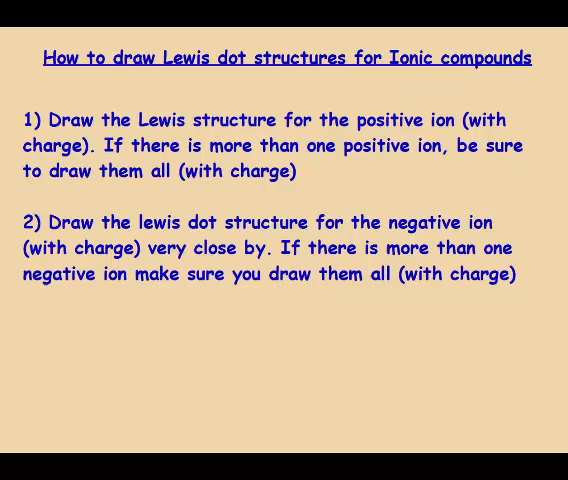 How to draw Lewis dot structures for Ionic compounds
1) Draw the Lewis structure for the positive ion (with
charge). If there is more than one positive ion, be sure
to draw them all (with charge)
2) Draw the lewis dot structure for the negative ion
(with charge) very close by. If there is more than one
negative ion make sure you draw them all (with charge)